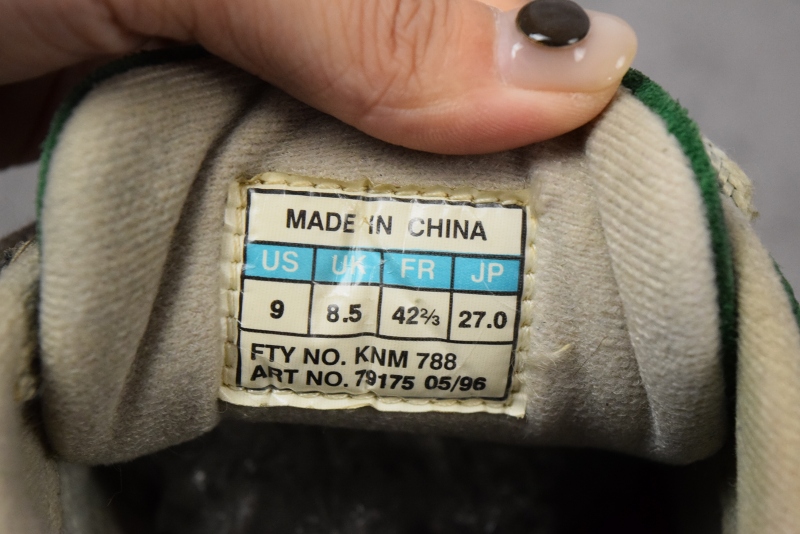 MADE IN CHINA
US UK FR JP
9 8.5 42⅔ 27.0
FTY NO. KNM 788
ART NO. 79175 05/96